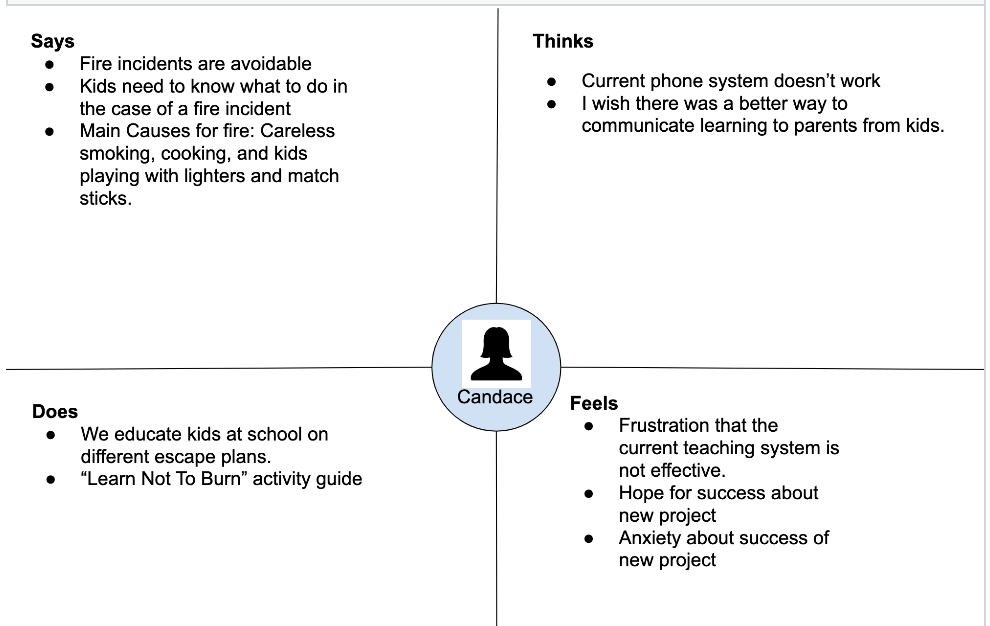 Says
● Fire incidents are avoidable
● Kids need to know what to do in
the case of a fire incident
● Main Causes for fire: Careless
smoking, cooking, and kids
playing with lighters and match
sticks.
Thinks
● Current phone system doesn’t work
● I wish there was a better way to
communicate learning to parents from kids.
Candace
Does
● We educate kids at school on
different escape plans.
● “Learn Not To Burn” activity guide
Feels
● Frustration that the
current teaching system is
not effective.
● Hope for success about
new project
● Anxiety about success of
new project